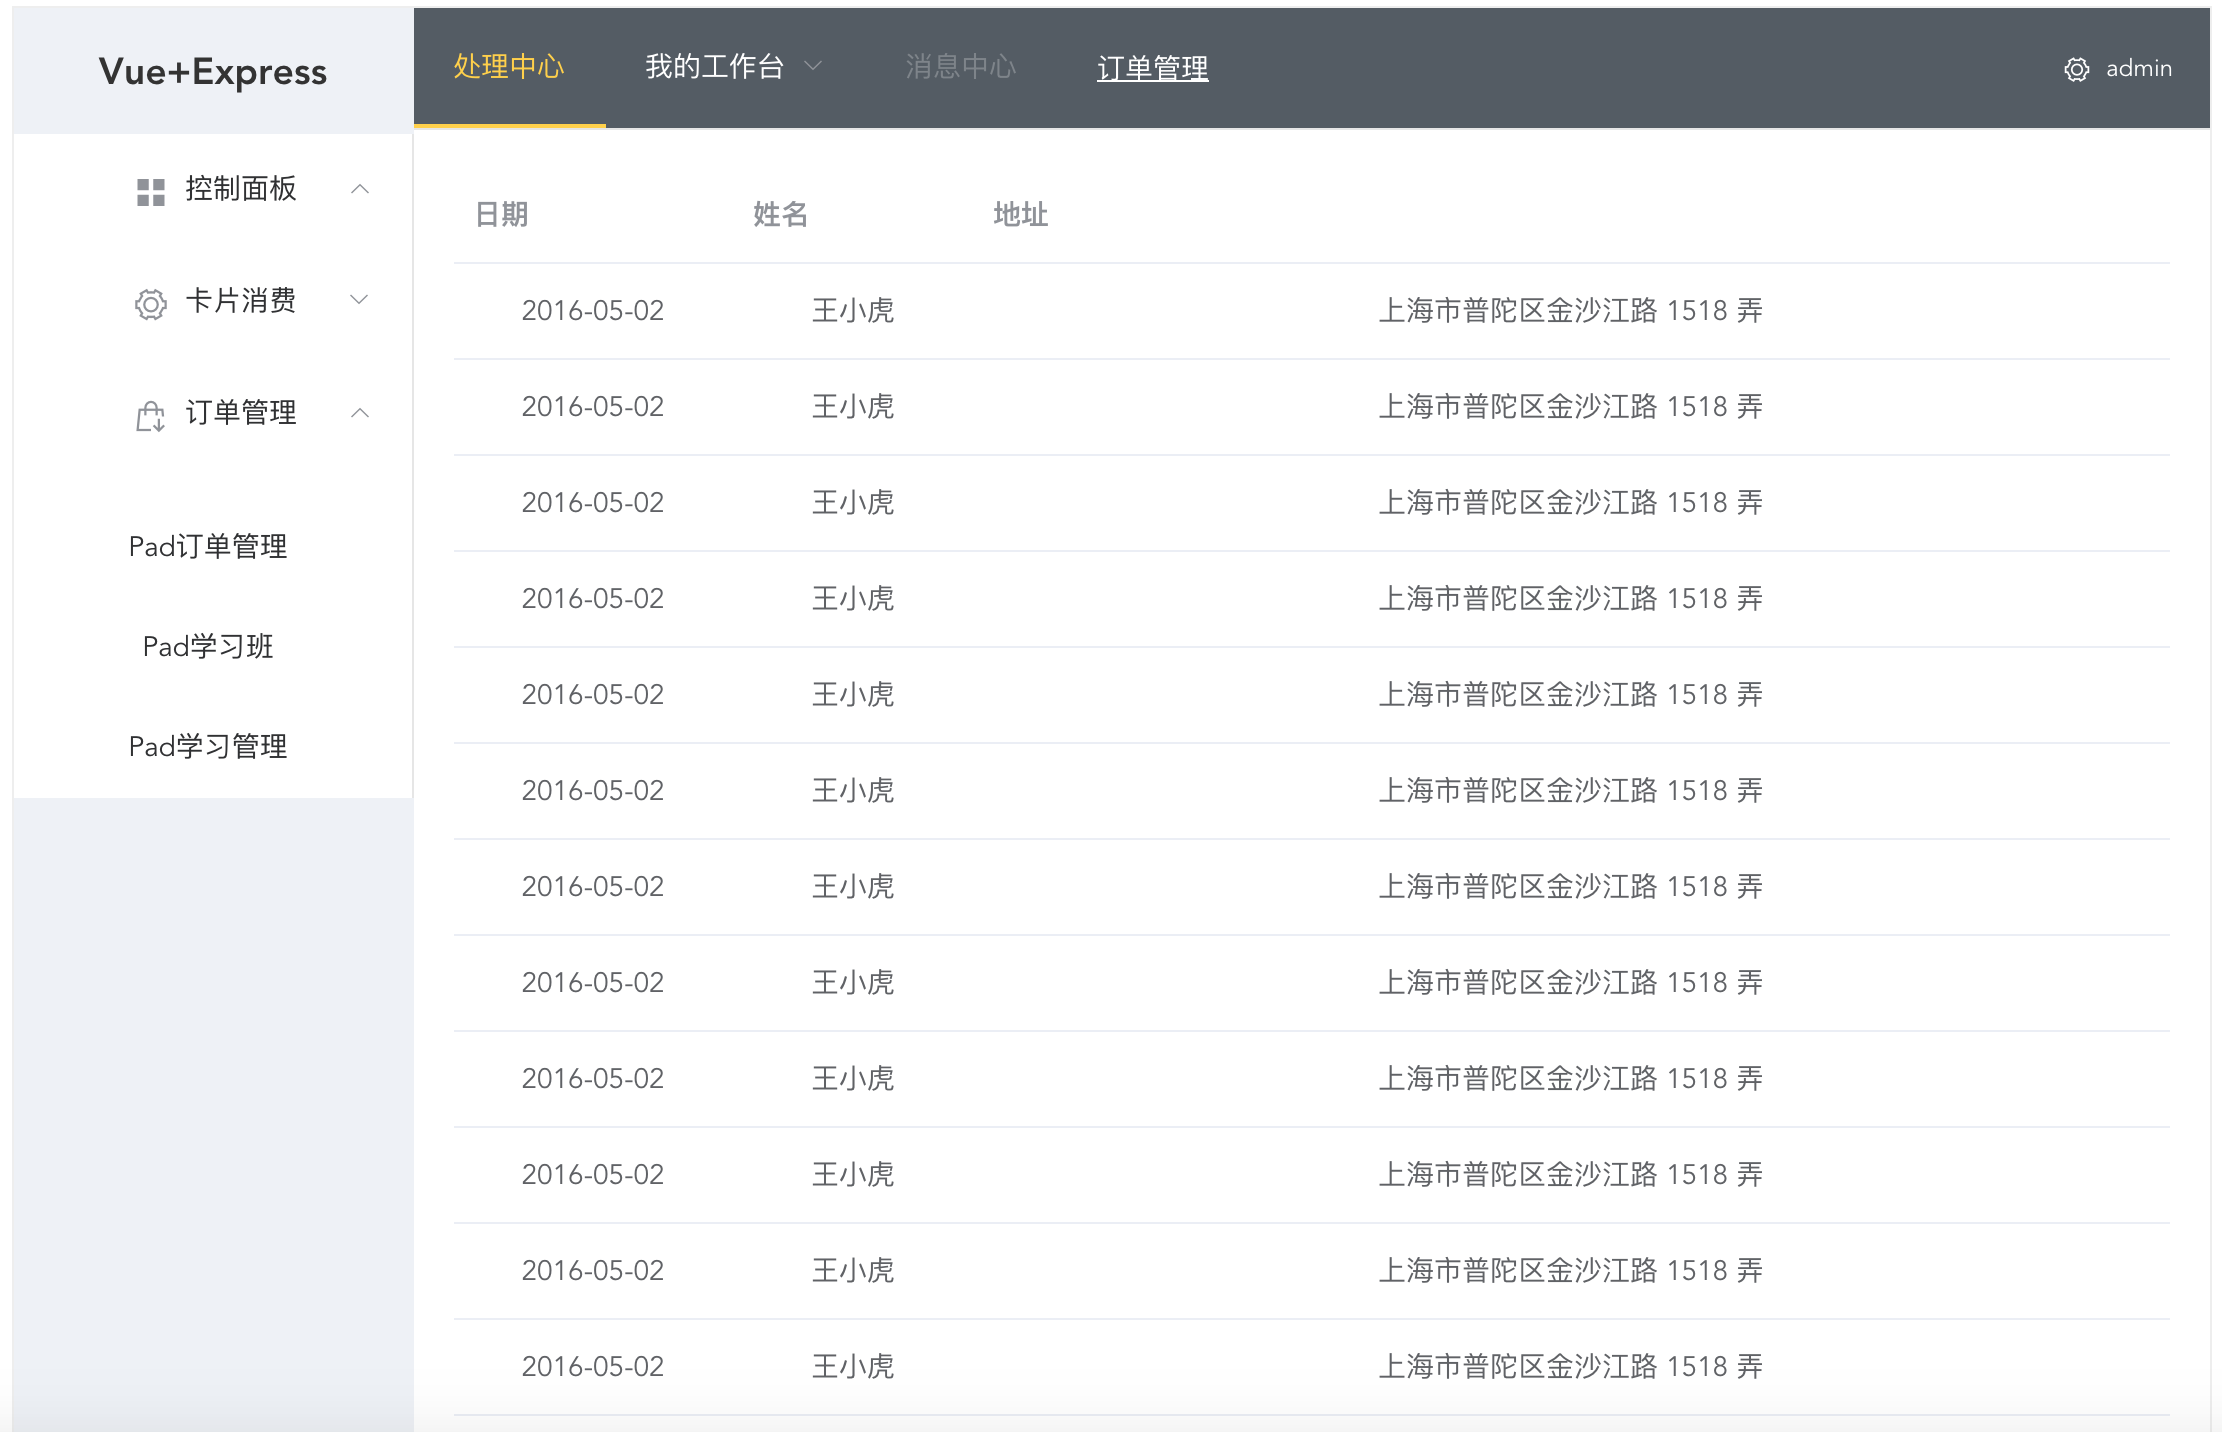 Vue+Express
处理中心 我的工作台 消息中心 订单管理 admin
控制面板
卡片消费
订单管理
Pad订单管理
Pad学习班
Pad学习管理
日期 姓名 地址
2016-05-02 王小虎 上海市普陀区金沙江路 1518 弄
2016-05-02 王小虎 上海市普陀区金沙江路 1518 弄
2016-05-02 王小虎 上海市普陀区金沙江路 1518 弄
2016-05-02 王小虎 上海市普陀区金沙江路 1518 弄
2016-05-02 王小虎 上海市普陀区金沙江路 1518 弄
2016-05-02 王小虎 上海市普陀区金沙江路 1518 弄
2016-05-02 王小虎 上海市普陀区金沙江路 1518 弄
2016-05-02 王小虎 上海市普陀区金沙江路 1518 弄
2016-05-02 王小虎 上海市普陀区金沙江路 1518 弄
2016-05-02 王小虎 上海市普陀区金沙江路 1518 弄
2016-05-02 王小虎 上海市普陀区金沙江路 1518 弄
2016-05-02 王小虎 上海市普陀区金沙江路 1518 弄